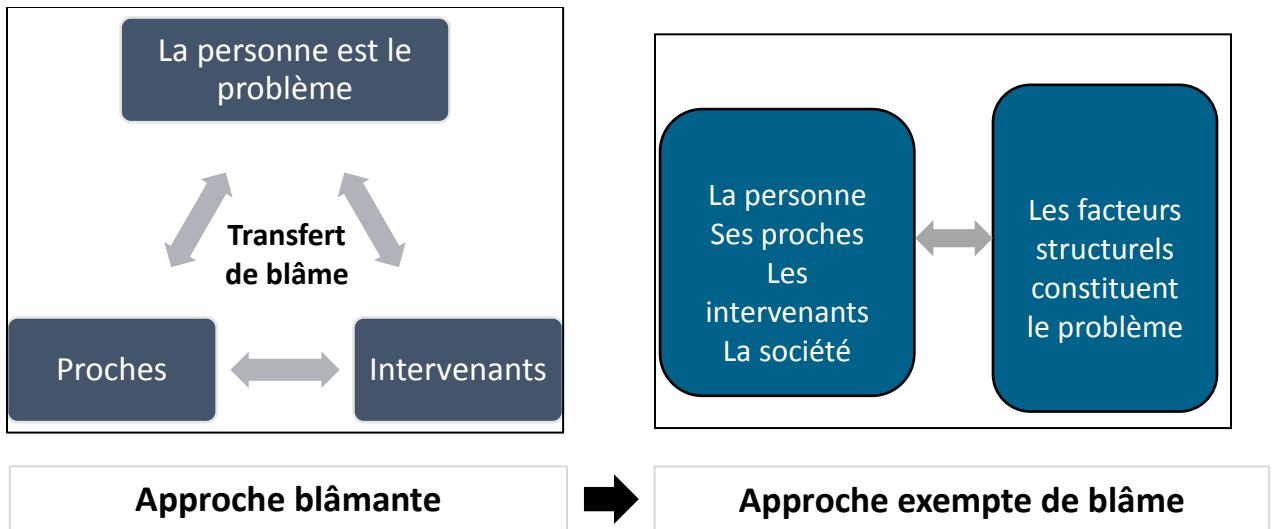 La personne est le
problème
Transfert
de blâme
Proches
Intervenants
Approche blâmante
La personne
Ses proches
Les
intervenants
La société
Les facteurs
structurels
constituent
le problème
Approche exempte de blâme